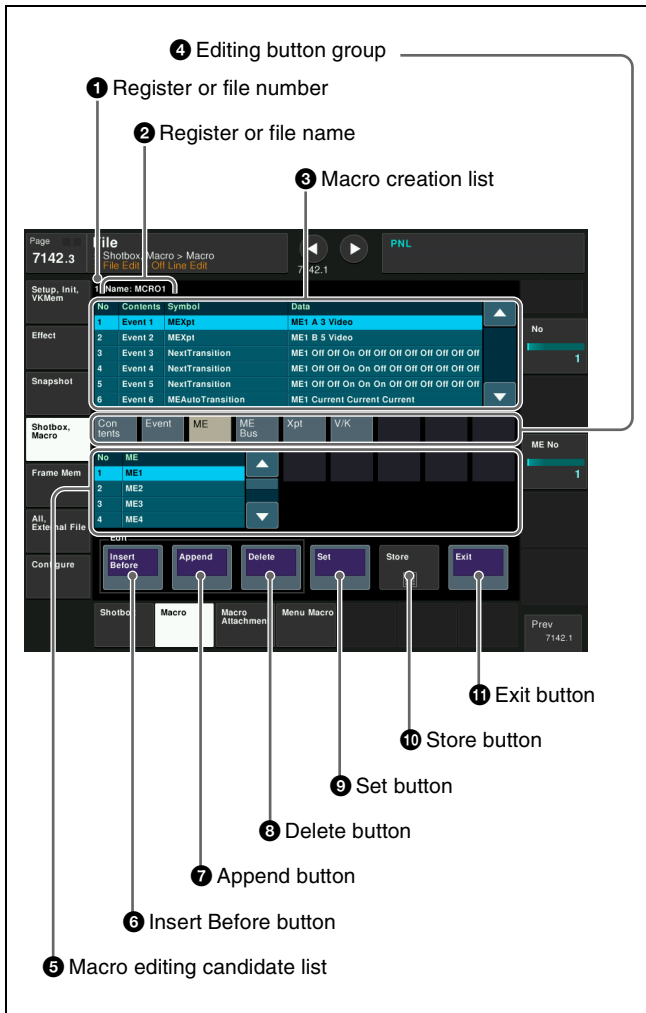 ❹ Editing button group
❶ Register or file number
❷ Register or file name
❸ Macro creation list
Page
7142.3
File
Shotbox, Macro > Macro
File Edit Off Line Edit
7142.1
PNL
Setup, Init,
VKMem
Effect
Snapshot
Shotbox,
Macro
Frame Mem
All,
External File
Configure
1 Name: MCRO1
No Contents Symbol Data
1 Event 1 MEXpt ME1 A 3 Video
2 Event 2 MEXpt ME1 B 5 Video
3 Event 3 NextTransition ME1 Off Off On Off Off Off Off Off Off Off Off
4 Event 4 NextTransition ME1 Off Off On On Off Off Off Off Off Off Off
5 Event 5 NextTransition ME1 Off Off On On Off Off Off Off Off Off Off
6 Event 6 MEAutoTransition ME1 Current Current Current
No
1
Con
tents
Event
ME
ME
Bus
Xpt
V/K
ME No
1
No ME
1 ME1
2 ME2
3 ME3
4 ME4
Edit
Insert
Before
Append
Delete
Set
Store
Exit
Shotbox
Macro
Macro
Attachment
Menu Macro
Prev
7142.1
⓫ Exit button
❿ Store button
❾ Set button
❽ Delete button
❼ Append button
❻ Insert Before button
❺ Macro editing candidate list